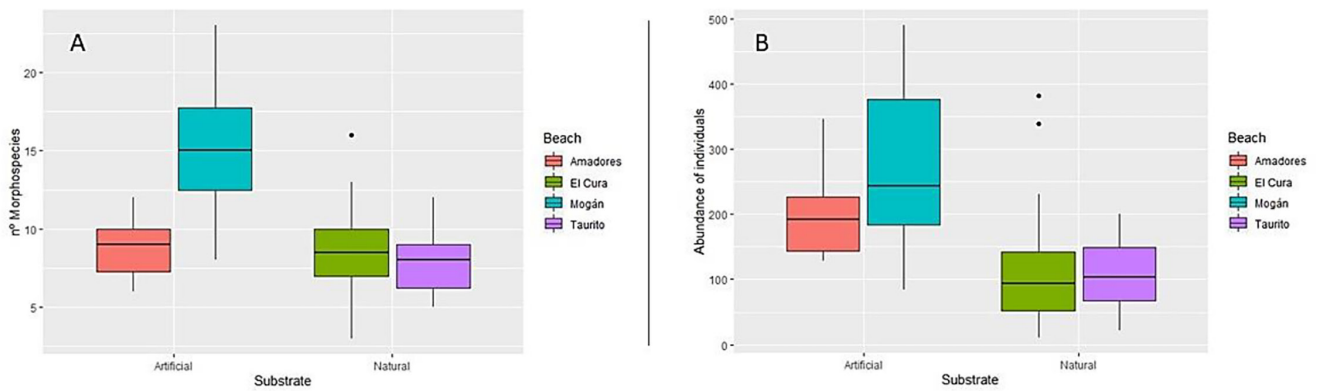 A
nº Morphospecies
20
15
10
5
Artificial
Natural
Substrate
Beach
Amadores
El Cura
Mogán
Taurito
B
Abundance of individuals
500
400
300
200
100
0
Artificial
Natural
Substrate
Beach
Amadores
El Cura
Mogán
Taurito